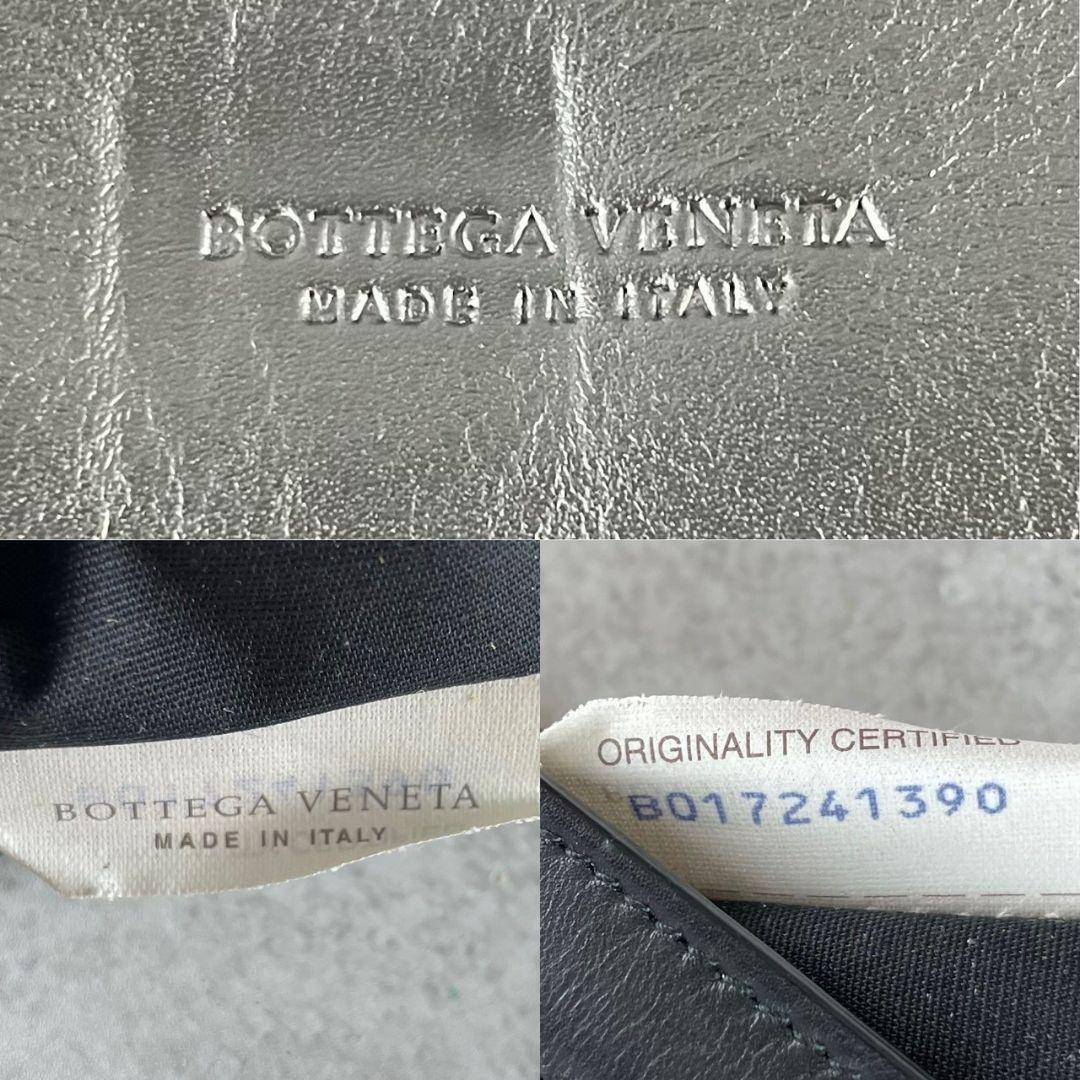 BOTTEGA VENETA
MADE IN ITALY
BOTTEGA VENETA
MADE IN ITALY
ORIGINALITY CERTIFIED
B017241390